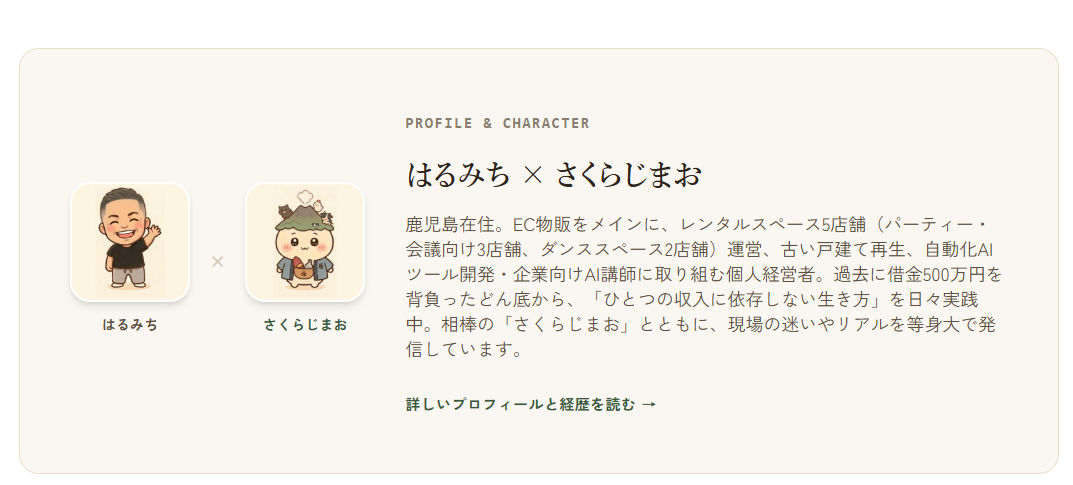 PROFILE & CHARACTER
はるみち × さくらじまお
鹿児島在住。EC物販をメインに、レンタルスペース5店舗（パーティー・
会議向け3店舗、ダンススペース2店舗）運営、古い戸建て再生、自動化AI
ツール開発・企業向けAI講師に取り組む個人経営者。過去に借金500万円を
背負ったどん底から、「ひとつの収入に依存しない生き方」を日々実践
中。相棒の「さくらじまお」とともに、現場の迷いやリアルを等身大で発
信しています。
詳しいプロフィールと経歴を読む →
はるみち
×
さくらじまお